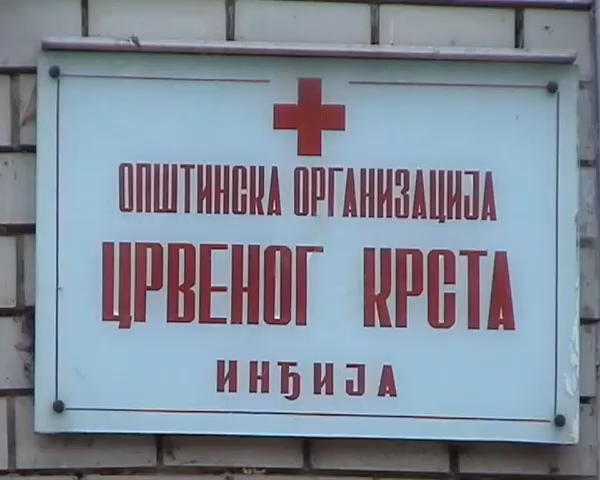 ОПШТИНСКА ОРГАНИЗАЦИЈА
ЦРВЕНОГ КРСТА
ИНЂИЈА